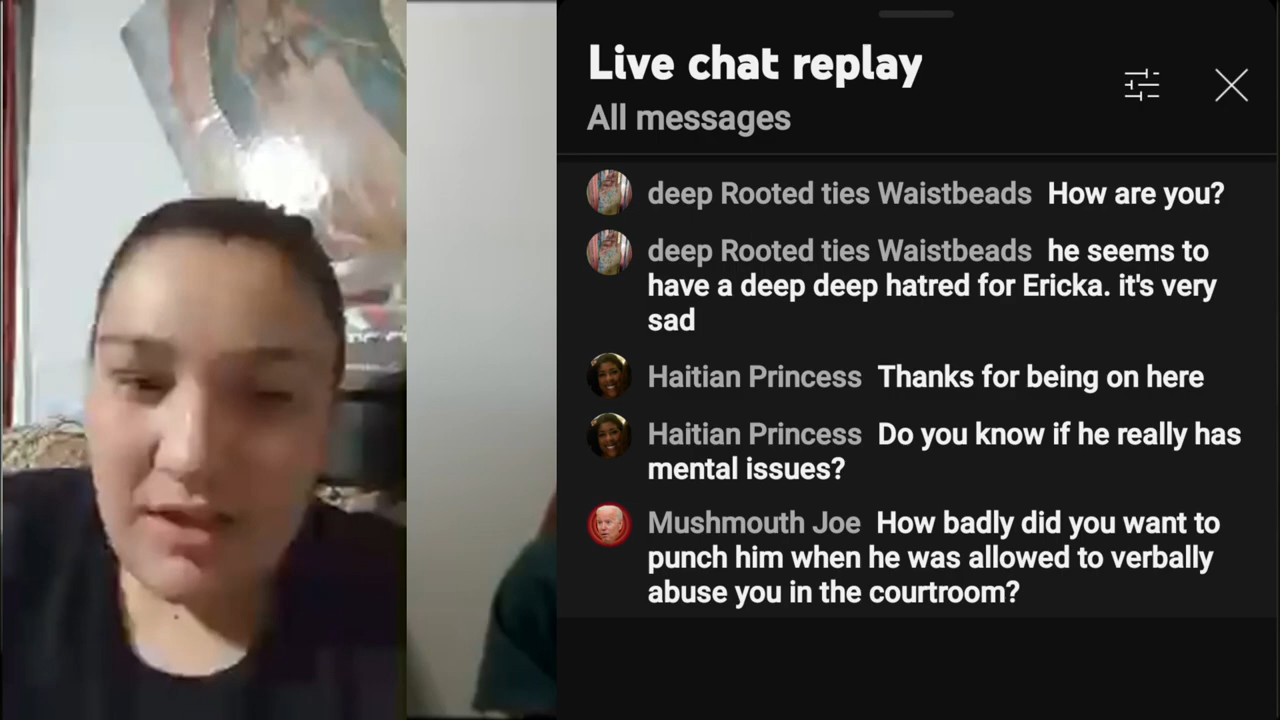 Live chat replay
All messages
deep Rooted ties Waistbeads How are you?
deep Rooted ties Waistbeads he seems to
have a deep deep hatred for Ericka. it's very
sad
Haitian Princess Thanks for being on here
Haitian Princess Do you know if he really has
mental issues?
Mushmouth Joe How badly did you want to
punch him when he was allowed to verbally
abuse you in the courtroom?